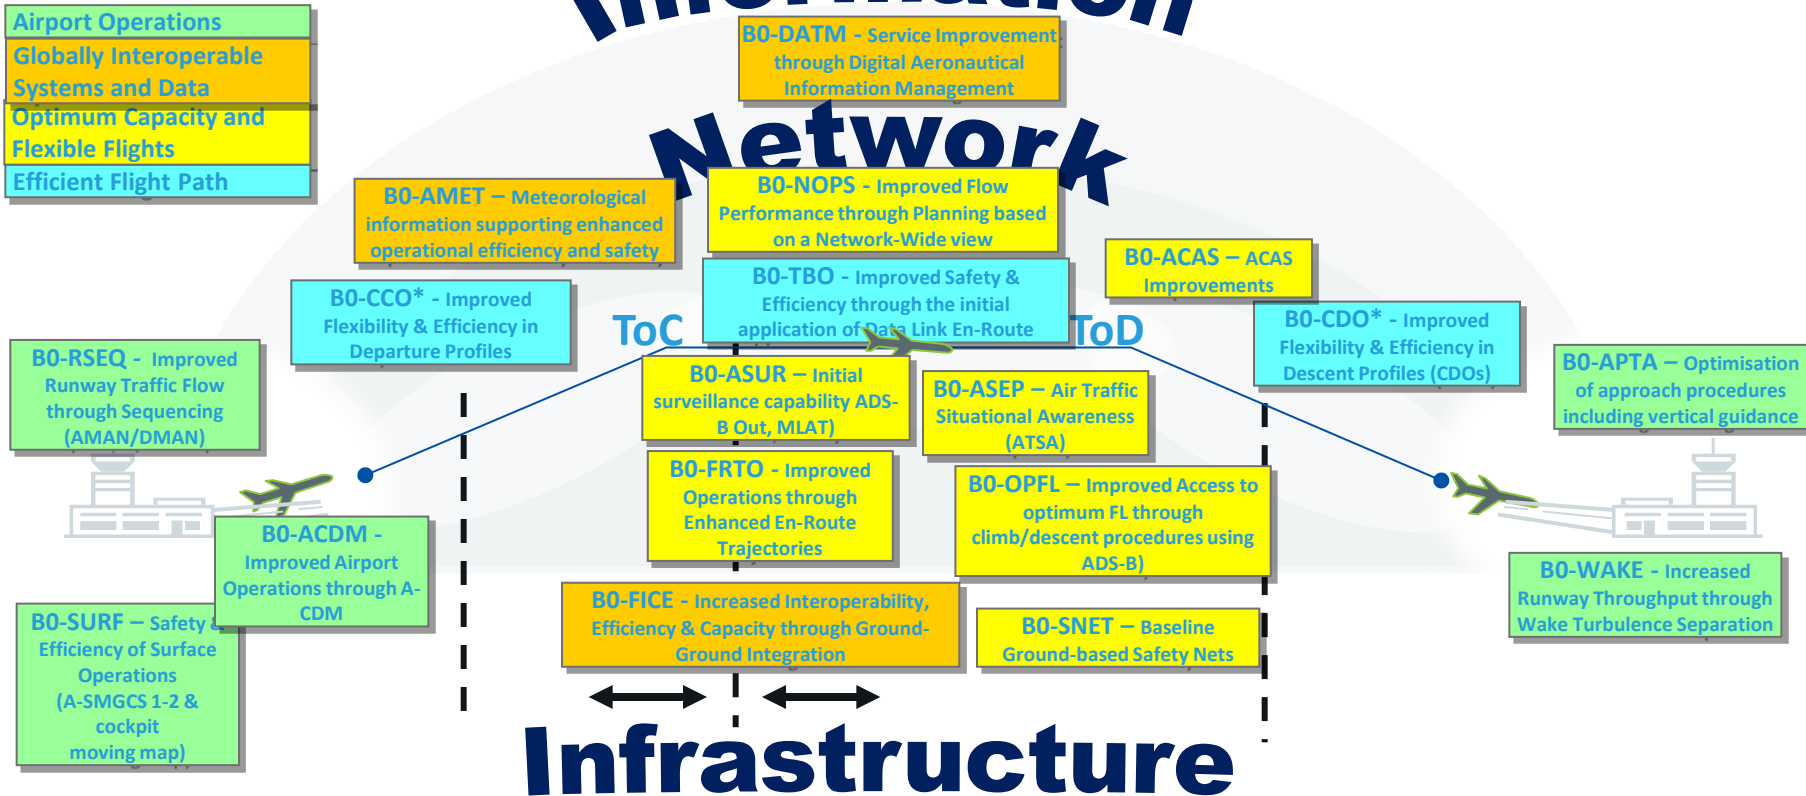 Information
Airport Operations
Globally Interoperable
Systems and Data
Optimum Capacity and
Flexible Flights
Efficient Flight Path
B0-DATM - Service Improvement
through Digital Aeronautical
Information Management
Network
B0-AMET – Meteorological
information supporting enhanced
operational efficiency and safety
B0-NOPS - Improved Flow
Performance through Planning based
on a Network-Wide view
B0-ACAS – ACAS
Improvements
B0-CCO* - Improved
Flexibility & Efficiency in
Departure Profiles
ToC
B0-TBO - Improved Safety &
Efficiency through the initial
application of Data Link En-Route
ToD
B0-CDO* - Improved
Flexibility & Efficiency in
Descent Profiles (CDOs)
B0-RSEQ - Improved
Runway Traffic Flow
through Sequencing
(AMAN/DMAN)
B0-ASUR – Initial
surveillance capability ADS-
B Out, MLAT)
B0-ASEP – Air Traffic
Situational Awareness
(ATSA)
B0-APTA – Optimisation
of approach procedures
including vertical guidance
B0-FRTO - Improved
Operations through
Enhanced En-Route
Trajectories
B0-OPFL – Improved Access to
optimum FL through
climb/descent procedures using
ADS-B)
B0-ACDM -
Improved Airport
Operations through A-
CDM
B0-SURF – Safety &
Efficiency of Surface
Operations
(A-SMGCS 1-2 &
cockpit
moving map)
B0-FICE - Increased Interoperability,
Efficiency & Capacity through Ground-
Ground Integration
B0-SNET – Baseline
Ground-based Safety Nets
B0-WAKE - Increased
Runway Throughput through
Wake Turbulence Separation
Infrastructure